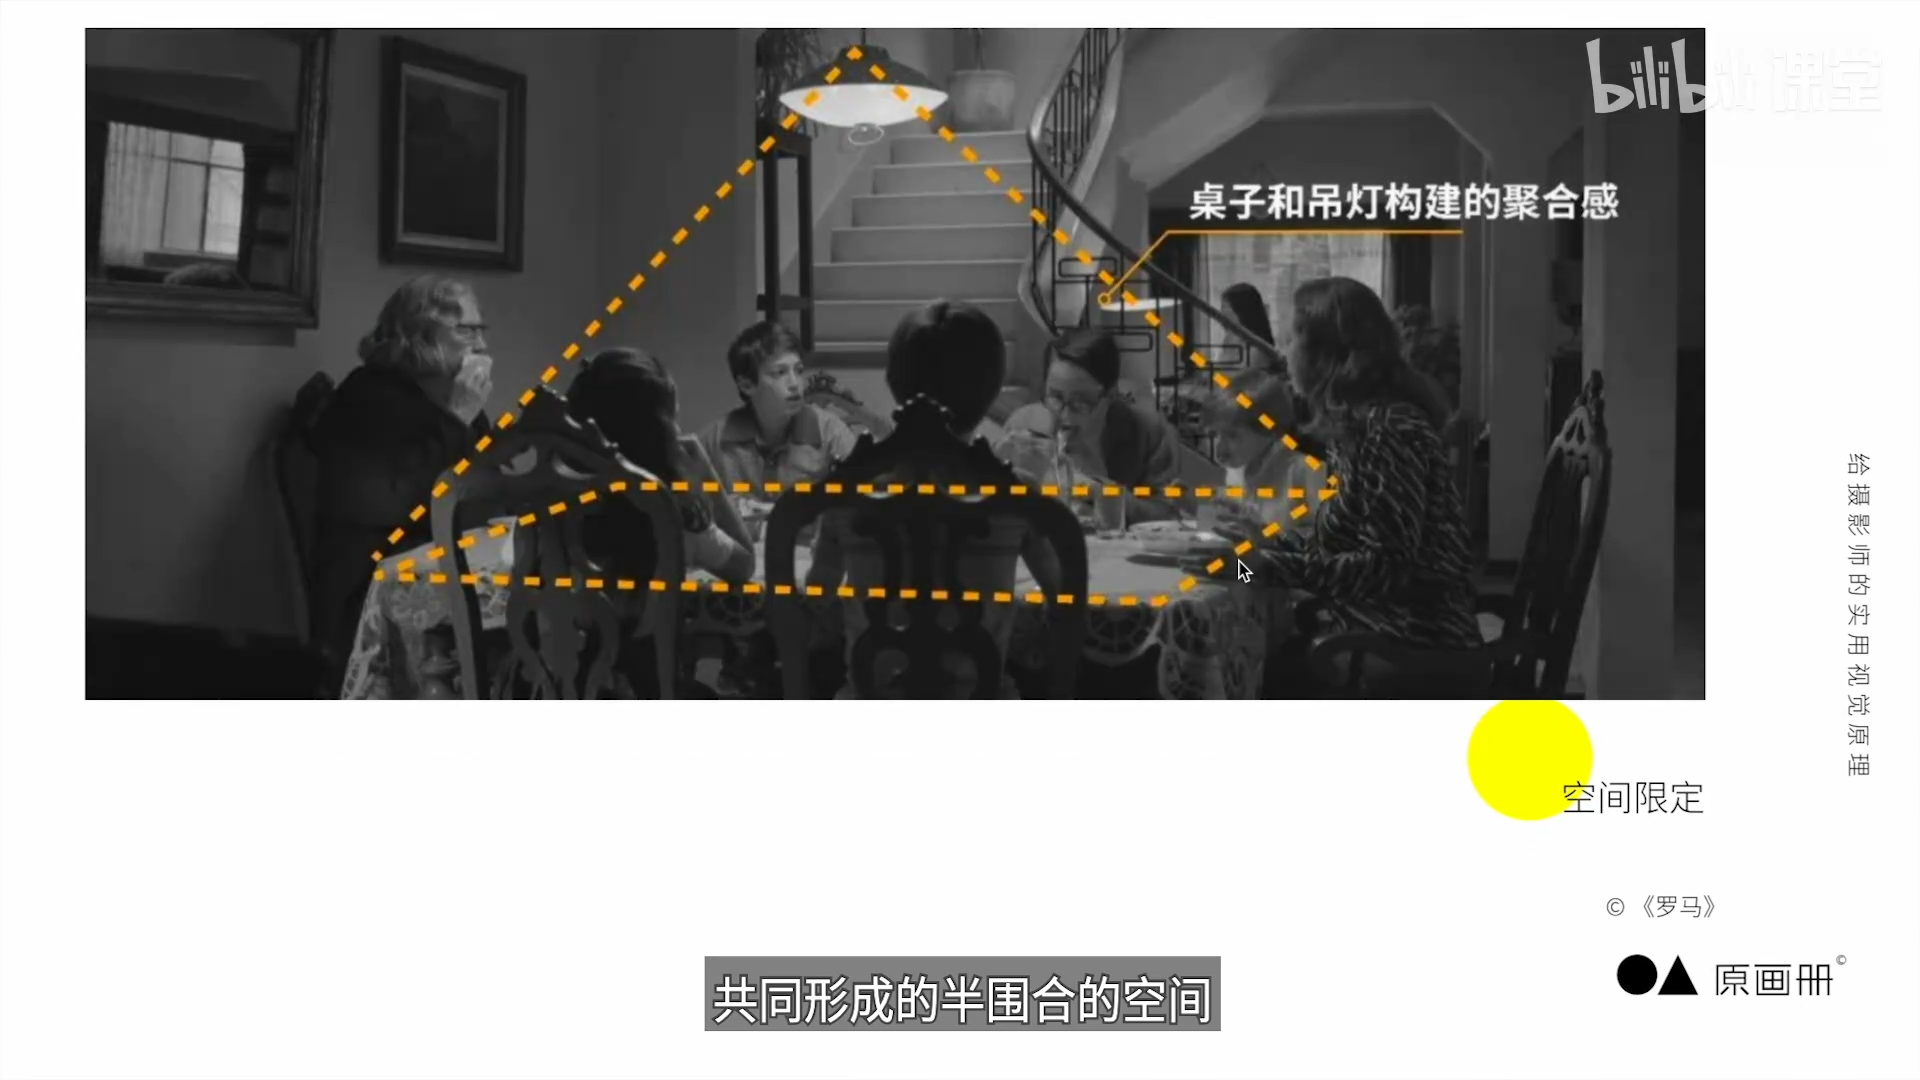 bilibili课堂
桌子和吊灯构建的聚合感
给摄影师的实用视觉原理
空间限定
© 《罗马》
原画册©
共同形成的半围合的空间